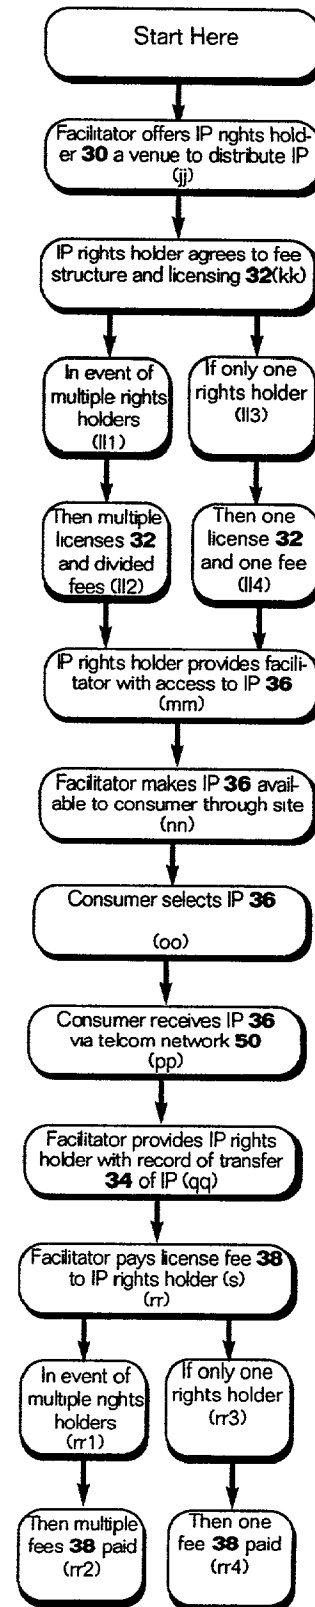 Start Here
Facilitator offers IP rights hold-
er 30 a venue to distribute IP
(jj)
IP rights holder agrees to fee
structure and licensing 32(kk)
In event of
multiple rights
holders
(ll1)
If only one
rights holder
(ll3)
Then multiple
licenses 32
and divided
fees (ll2)
Then one
license 32
and one fee
(ll4)
IP rights holder provides facili-
tator with access to IP 36
(mm)
Facilitator makes IP 36 avail-
able to consumer through site
(nn)
Consumer selects IP 36
(oo)
Consumer receives IP 36
via telcom network 50
(pp)
Facilitator provides IP rights
holder with record of transfer
34 of IP (qq)
Facilitator pays license fee 38
to IP rights holder (s)
(rr)
In event of
multiple rights
holders
(rr1)
If only one
rights holder
(rr3)
Then multiple
fees 38 paid
(rr2)
Then one
fee 38 paid
(rr4)